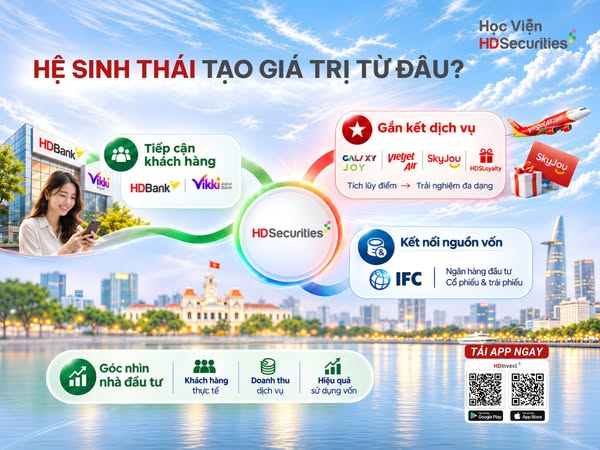 Học Viện
HDSecurities
HỆ SINH THÁI TẠO GIÁ TRỊ TỪ ĐÂU?
HDBank
Vikki
Tiếp cận
khách hàng
HDBank
Vikki
Gắn kết dịch vụ
GALAXY
JOY
Vietjet
Air
SkyJoy
HDSLoyalty
Tích lũy điểm → Trải nghiệm đa dạng
vietjetair.com
SkyJoy
HDSecurities
Kết nối nguồn vốn
IFC
Ngân hàng đầu tư
Cổ phiếu & trái phiếu
Góc nhìn
nhà đầu tư
Khách hàng
thực tế
Doanh thu
dịch vụ
Hiệu quả
sử dụng vốn
TẢI APP NGAY
HDInvest
Google Play
App Store